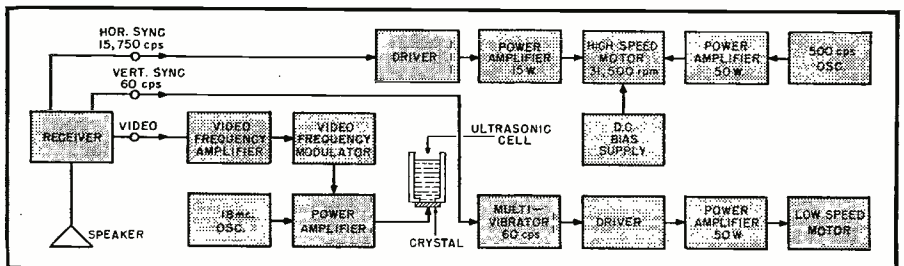 HOR. SYNC
15,750 cps
DRIVER
POWER
AMPLIFIER
15 W.
HIGH SPEED
MOTOR
31,500 rpm
POWER
AMPLIFIER
50 W.
500 cps
OSC.
VERT. SYNC
60 cps
RECEIVER
VIDEO
VIDEO
FREQUENCY
AMPLIFIER
VIDEO
FREQUENCY
MODULATOR
ULTRASONIC
CELL
D.C.
BIAS
SUPPLY
SPEAKER
18 mc.
OSC.
POWER
AMPLIFIER
CRYSTAL
MULTI-
VIBRATOR
60 cps
DRIVER
POWER
AMPLIFIER
50 W.
LOW SPEED
MOTOR